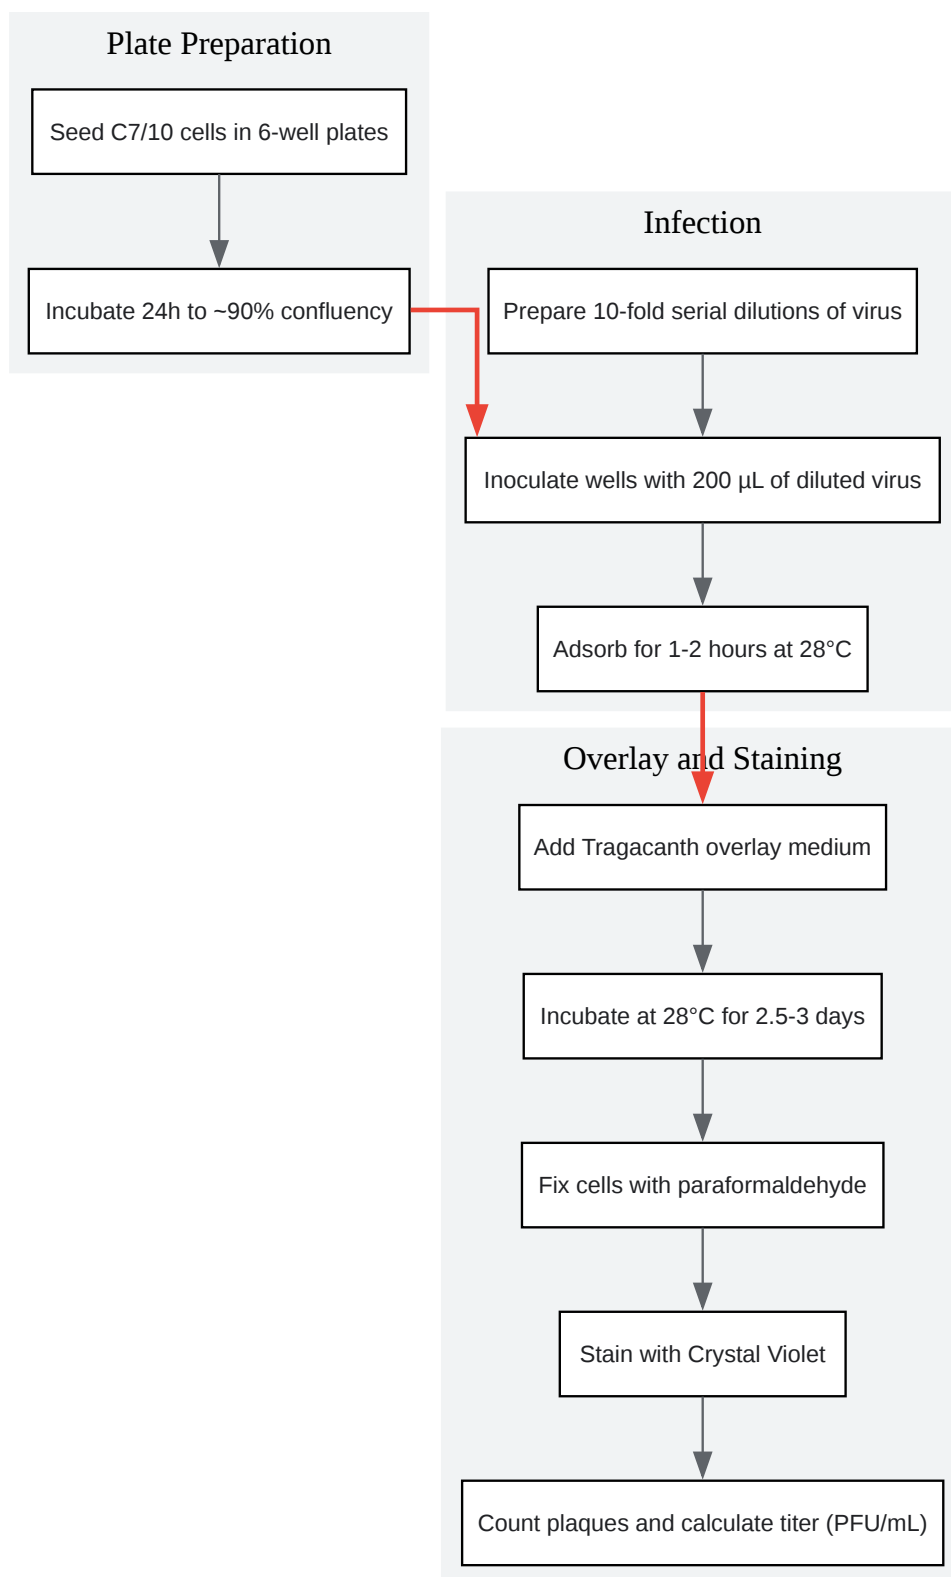 Plate Preparation
Seed C7/10 cells in 6-well plates
Incubate 24h to ~90% confluency
Infection
Prepare 10-fold serial dilutions of virus
Inoculate wells with 200 µL of diluted virus
Adsorb for 1-2 hours at 28°C
Overlay and Staining
Add Tragacanth overlay medium
Incubate at 28°C for 2.5-3 days
Fix cells with paraformaldehyde
Stain with Crystal Violet
Count plaques and calculate titer (PFU/mL)